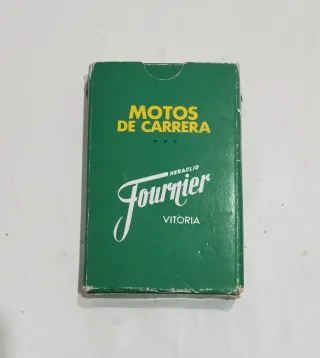 MOTOS
DE CARRERA
HERACLIO
Fournier
VITORIA